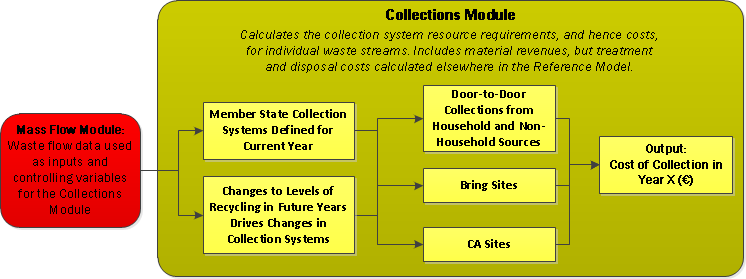 Collections Module
Calculates the collection system resource requirements, and hence costs,
for individual waste streams. Includes material revenues, but treatment
and disposal costs calculated elsewhere in the Reference Model.
Mass Flow Module:
Waste flow data used
as inputs and
controlling variables
for the Collections
Module
Member State Collection
Systems Defined for
Current Year
Changes to Levels of
Recycling in Future Years
Drives Changes in
Collection Systems
Door-to-Door
Collections from
Household and Non-
Household Sources
Bring Sites
CA Sites
Output:
Cost of Collection in
Year X (€)